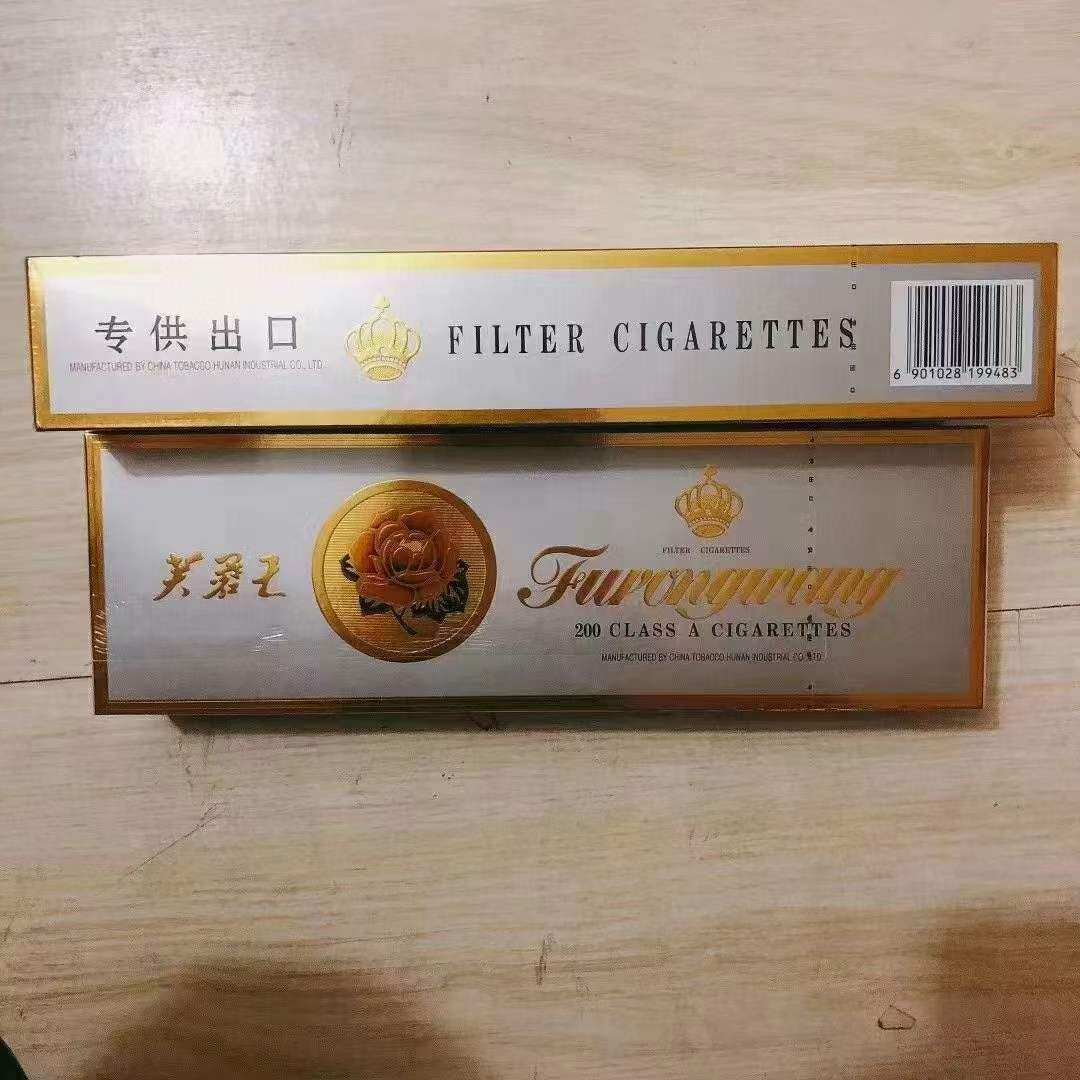 专供出口
MANUFACTURED BY CHINA TOBACCO HUNAN INDUSTRIAL CO., LTD
FILTER CIGARETTES
6 901028 199483
芙蓉王
FILTER CIGARETTES
Furongwang
200 CLASS A CIGARETTES
MANUFACTURED BY CHINA TOBACCO HUNAN INDUSTRIAL CO., LTD